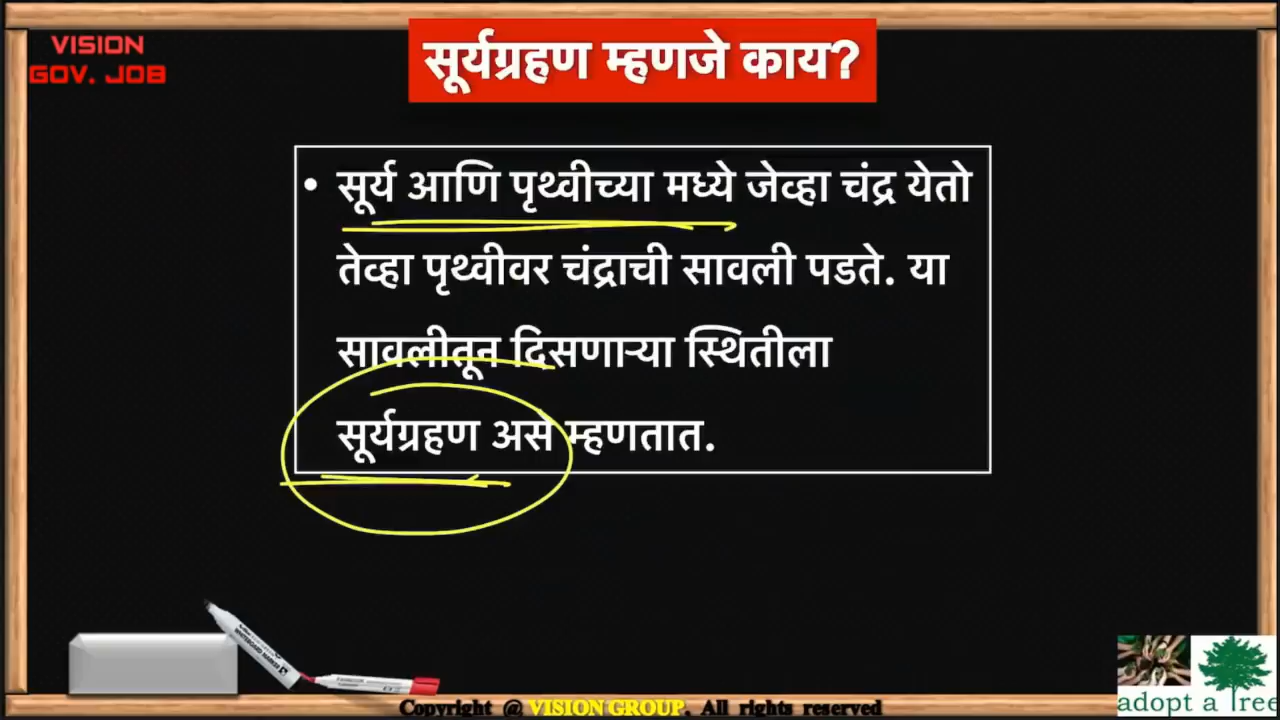 VISION
GOV. JOB
सूर्यग्रहण म्हणजे काय?
• सूर्य आणि पृथ्वीच्या मध्ये जेव्हा चंद्र येतो
तेव्हा पृथ्वीवर चंद्राची सावली पडते. या
सावलीतून दिसणाऱ्या स्थितीला
सूर्यग्रहण असे म्हणतात.
adopt a Tree
Copyright @ VISION GROUP. All rights reserved